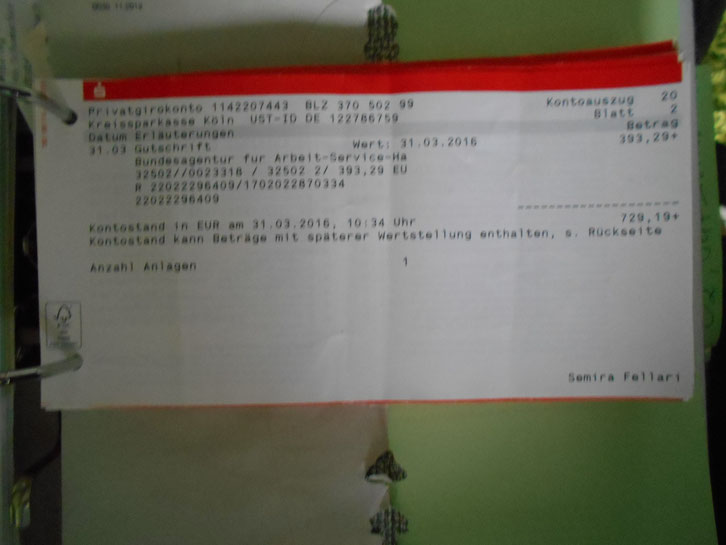 Privatgirokonto 1142207443 BLZ 370 502 99 Kontoauszug 20
Kreissparkasse Köln UST-ID DE 122786759 Blatt 2
Datum Erläuterungen Betrag
31.03 Gutschrift Wert: 31.03.2016 393,29+
Bundesagentur fur Arbeit-Service-Ha
32502//0023318 / 32502 2/ 393,29 EU
R 22022296409/1702022870334
22022296409
Kontostand in EUR am 31.03.2016, 10:34 Uhr 729,19+
Kontostand kann Beträge mit späterer Wertstellung enthalten, s. Rückseite
Anzahl Anlagen 1
Semira Fellari